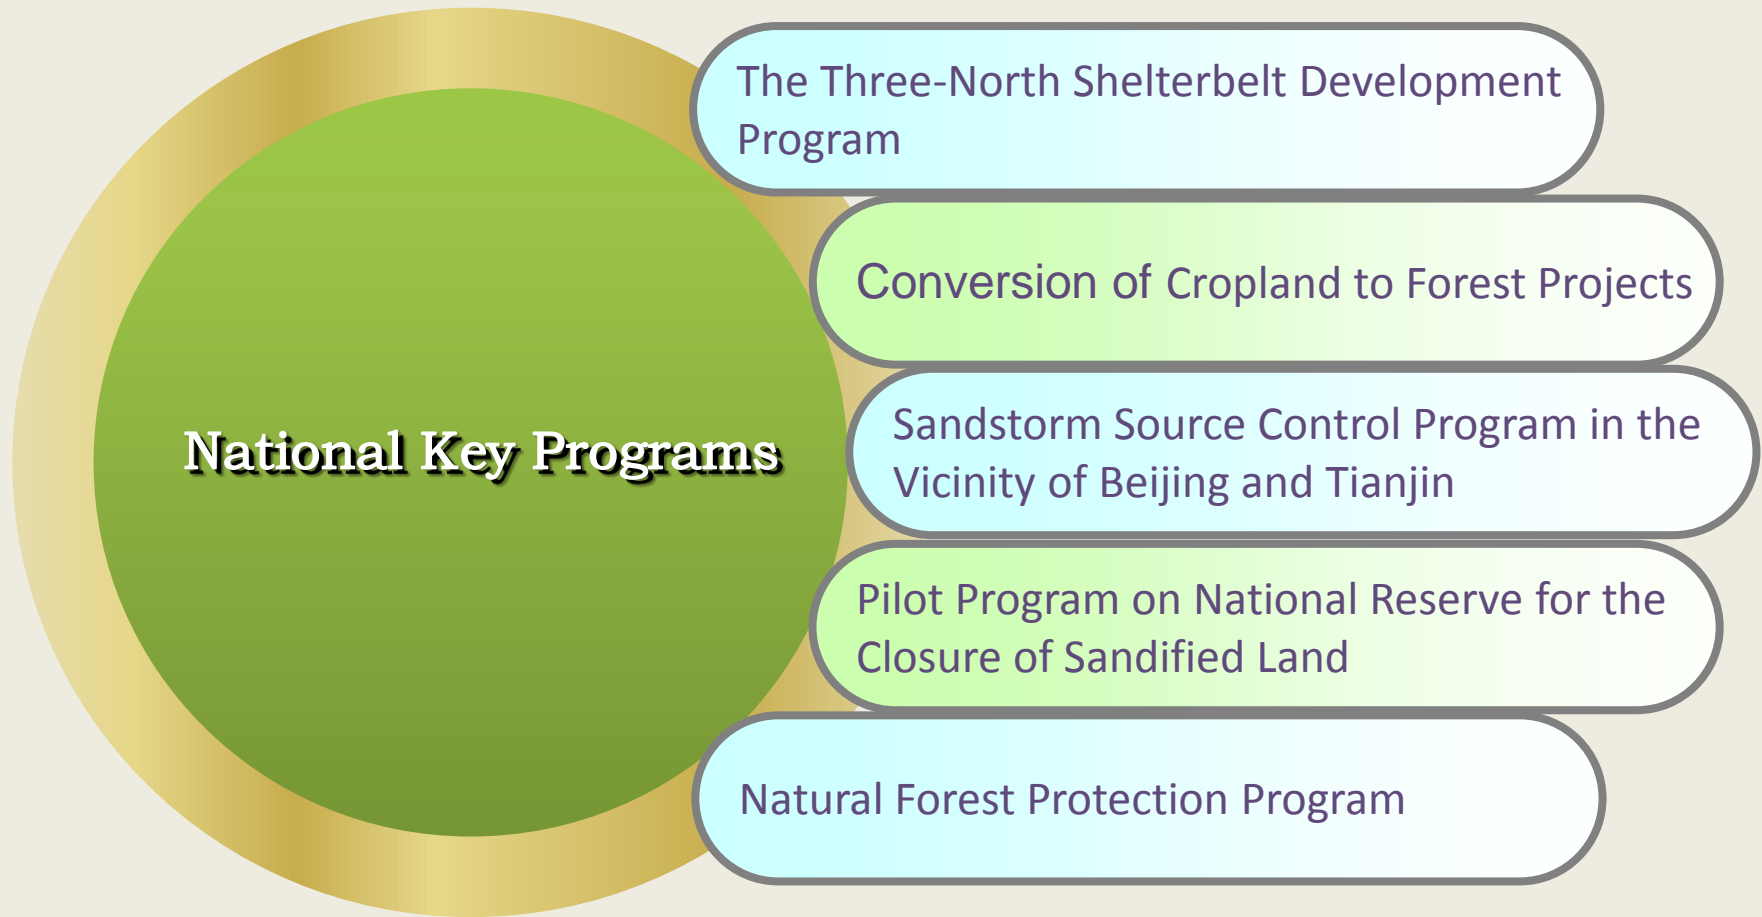 The Three-North Shelterbelt Development
Program
Conversion of Cropland to Forest Projects
National Key Programs
Sandstorm Source Control Program in the
Vicinity of Beijing and Tianjin
Pilot Program on National Reserve for the
Closure of Sandified Land
Natural Forest Protection Program